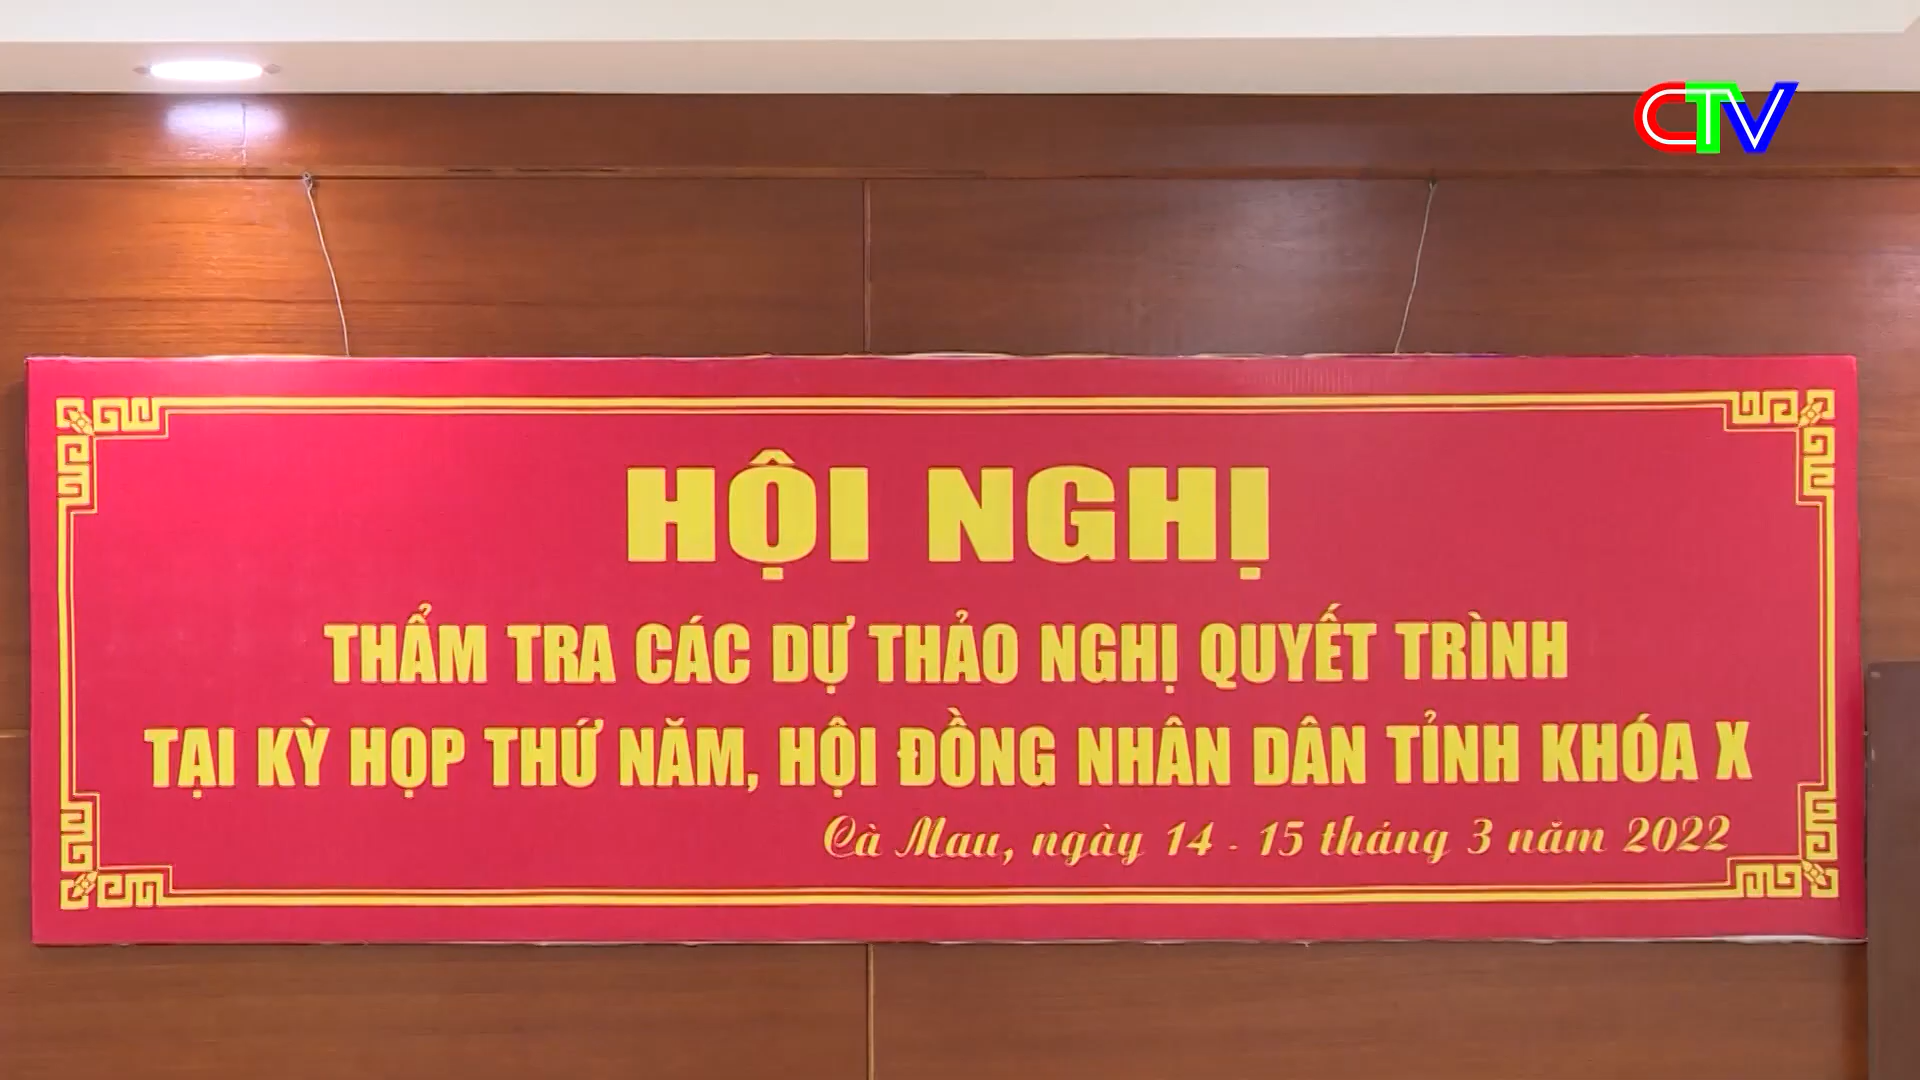 CTV
HỘI NGHỊ
THẨM TRA CÁC DỰ THẢO NGHỊ QUYẾT TRÌNH
TẠI KỲ HỌP THỨ NĂM, HỘI ĐỒNG NHÂN DÂN TỈNH KHÓA X
Cà Mau, ngày 14 - 15 tháng 3 năm 2022